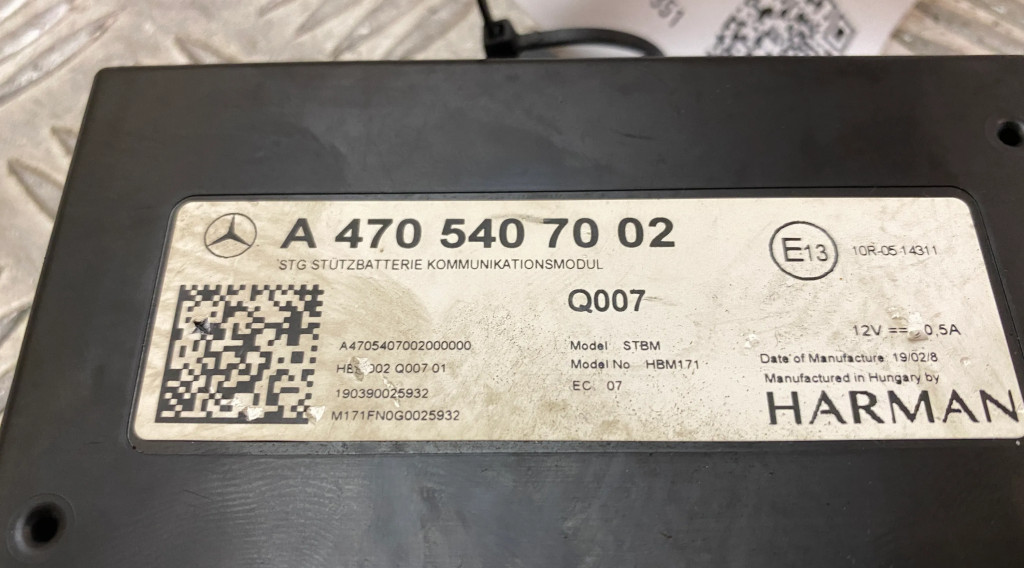 351
A 470 540 70 02
STG STÜTZBATTERIE KOMMUNIKATIONSMODUL
E13
10R-05 14311
Q007
12V 0,5A
A4705407002000000
Q007 01
190390025932
M171FN0G0025932
Model STBM
Model No HBM171
EC 07
Date of Manufacture: 19/02/8
Manufactured in Hungary by
HARMAN